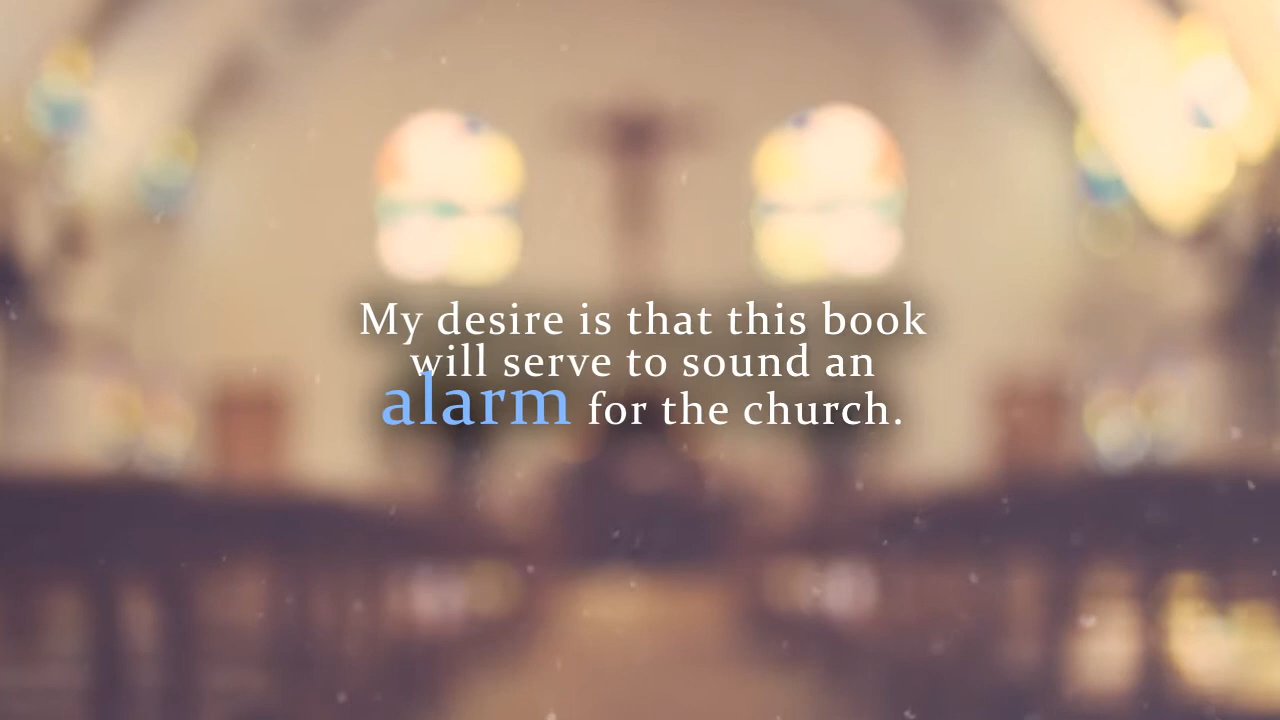 My desire is that this book
will serve to sound an
alarm for the church.